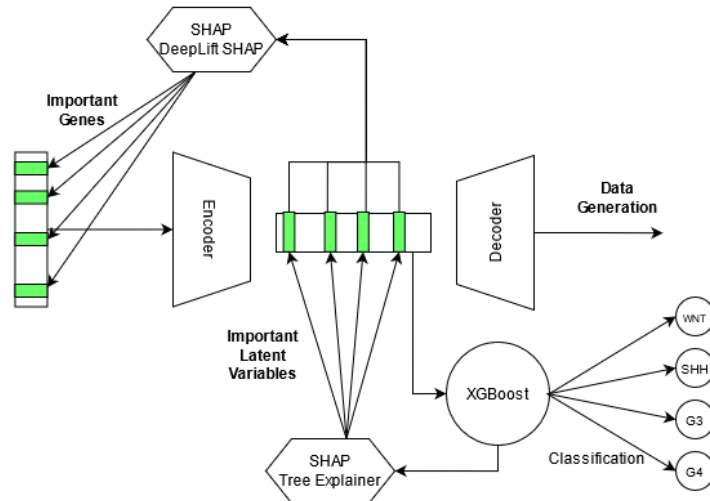 SHAP
DeepLift SHAP
Important
Genes
Encoder
Decoder
Data
Generation
Important
Latent
Variables
XGBoost
WNT
SHH
G3
G4
Classification
SHAP
Tree Explainer